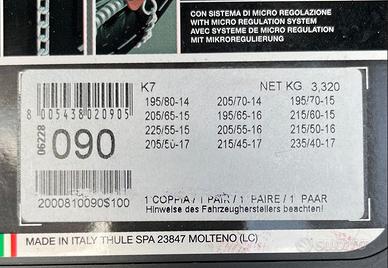 CON SISTEMA DI MICRO REGOLAZIONE
WITH MICRO REGULATION SYSTEM
AVEC SYSTEME DE MICRO REGULATION
MIT MIKROREGULIERUNG
K7 NET KG 3,320
195/80-14 205/70-14 195/70-15
205/65-15 195/65-16 215/60-15
225/55-15 205/55-16 215/50-16
205/50-17 215/45-17 235/40-17
8 005438 020905
06228
090
2000810090$100
1 COPPIA / 1 PAIR / 1 PAIRE / 1 PAAR
Hinweise des Fahrzeugherstellers beachten!
MADE IN ITALY THULE SPA 23847 MOLTENO (LC)